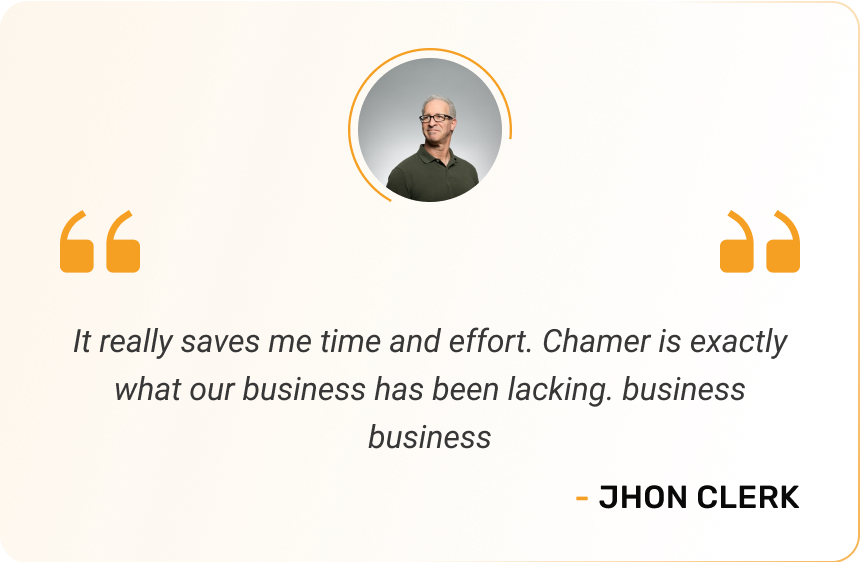 It really saves me time and effort. Chamer is exactly
what our business has been lacking. business
business
- JHON CLERK